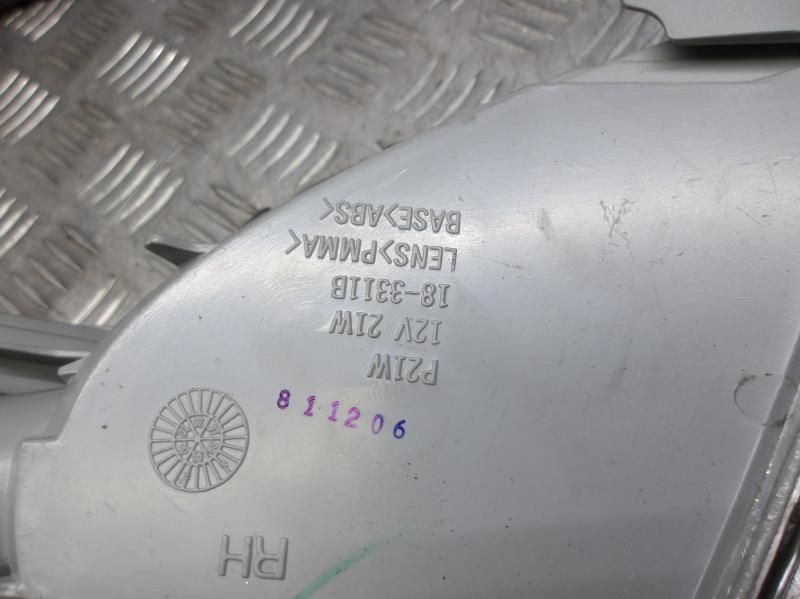 BASE>ABS<
LENS>PMMA<
18-3311B
12V 21W
P21W
811206
RH